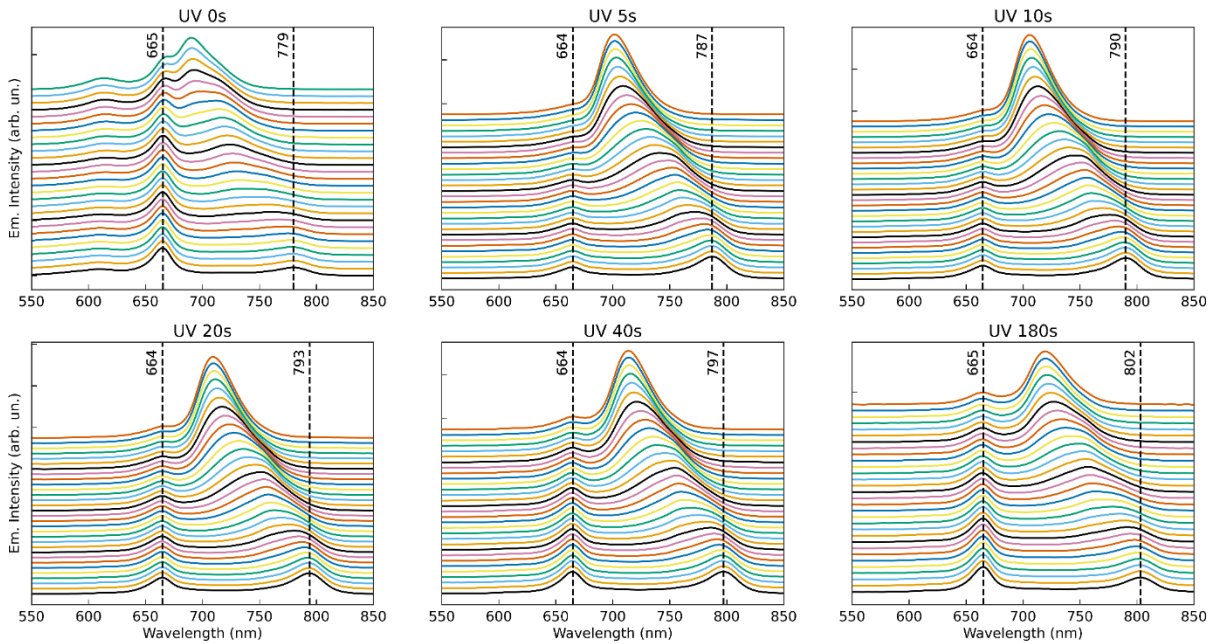 UV 0s
UV 5s
UV 10s
665
779
664
787
664
790
Em. Intensity (arb. un.)
550 600 650 700 750 800 850
550 600 650 700 750 800 850
550 600 650 700 750 800 850
UV 20s
UV 40s
UV 180s
664
793
664
797
665
802
Em. Intensity (arb. un.)
550 600 650 700 750 800 850
550 600 650 700 750 800 850
550 600 650 700 750 800 850
Wavelength (nm)
Wavelength (nm)
Wavelength (nm)